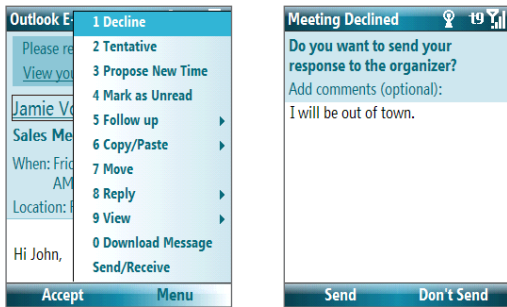 Outlook E-
Please re
View you
Jamie Vo
Sales Me
When: Fric
AM
Location: F
Hi John,
1 Decline
2 Tentative
3 Propose New Time
4 Mark as Unread
5 Follow up
6 Copy/Paste
7 Move
8 Reply
9 View
0 Download Message
Send/Receive
Accept Menu
Meeting Declined
Do you want to send your
response to the organizer?
Add comments (optional):
I will be out of town.
Send Don't Send